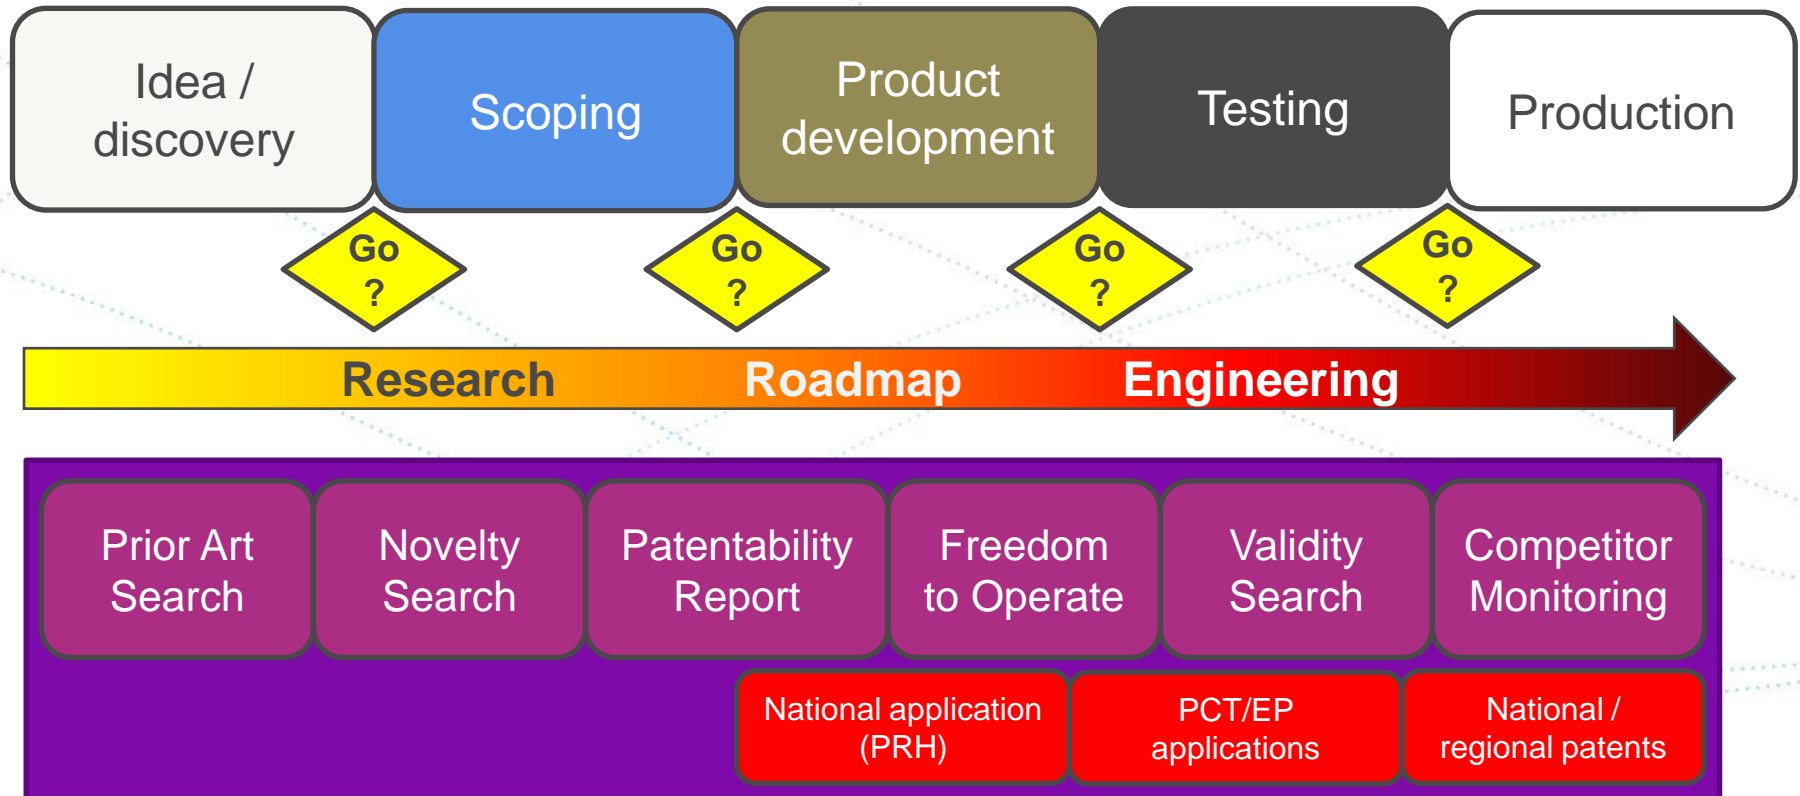 Idea /
discovery
Scoping
Product
development
Testing
Production
Go
?
Go
?
Go
?
Go
?
Research
Roadmap
Engineering
Prior Art
Search
Novelty
Search
Patentability
Report
Freedom
to Operate
Validity
Search
Competitor
Monitoring
National application
(PRH)
PCT/EP
applications
National /
regional patents